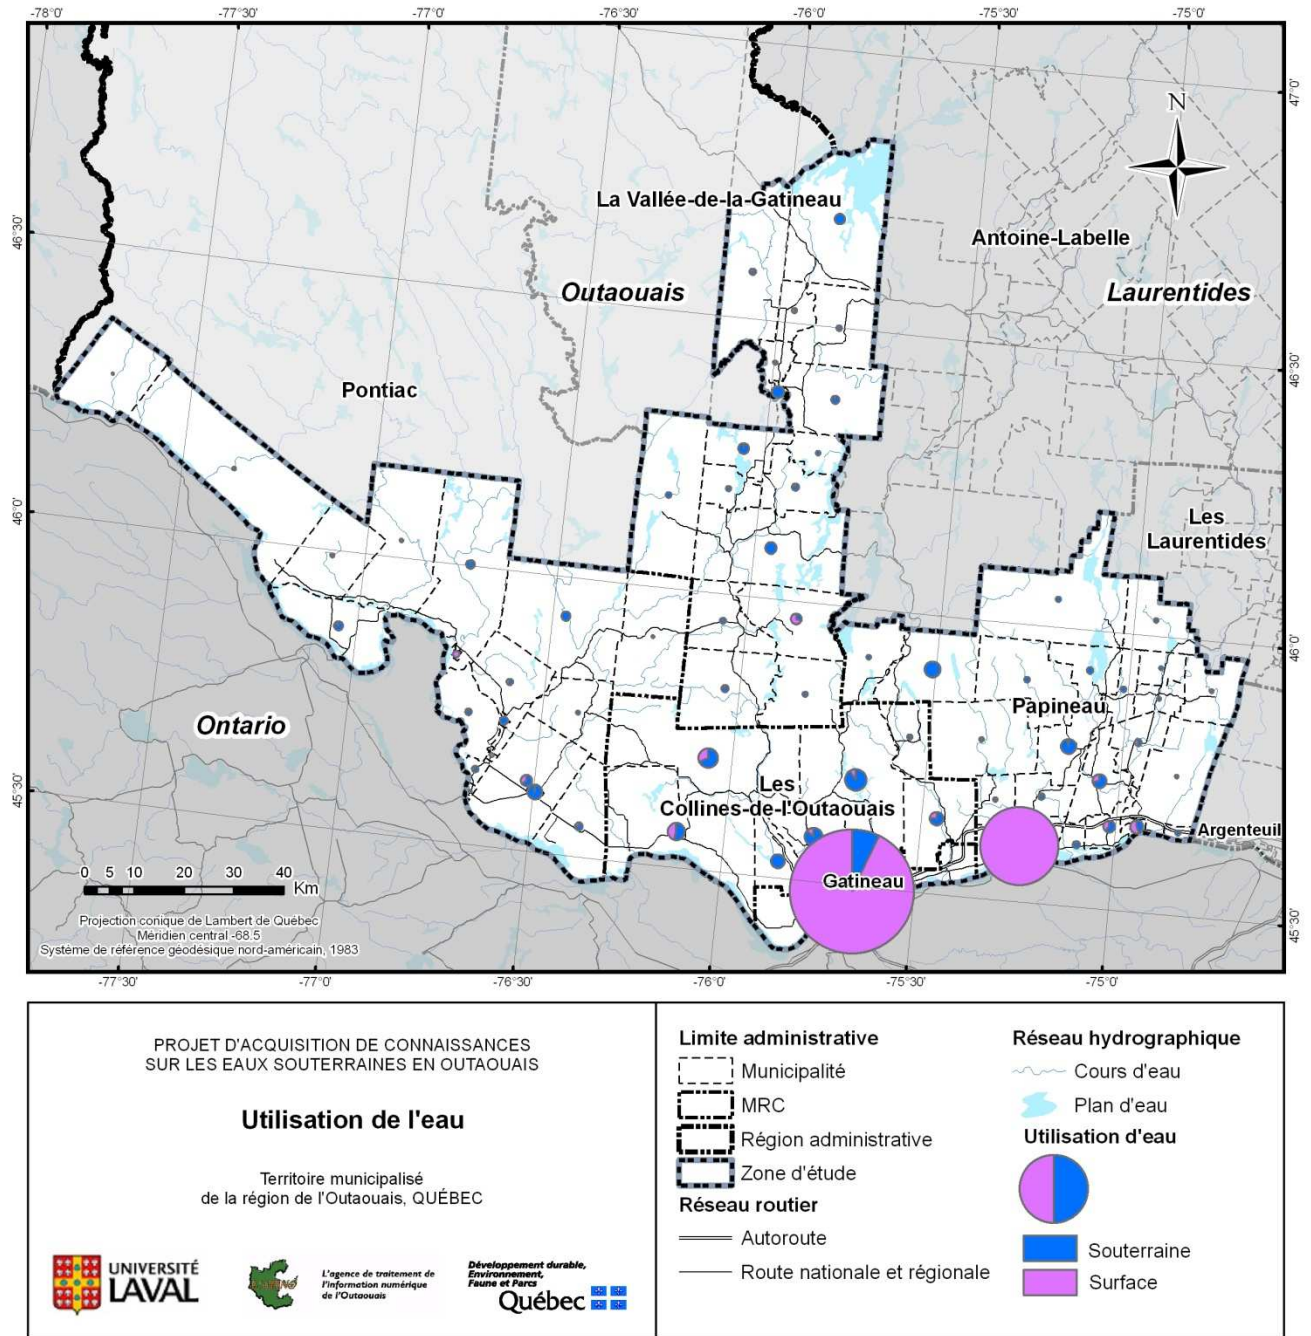 -78° -77°30' -77° -76°30' -76° -75°30' -75°
47°0'
N
La Vallée-de-la-Gatineau
46°30'
Antoine-Labelle
Outaouais
Laurentides
Pontiac
46°30'
46°0'
Les
Laurentides
46°0'
Ontario
Papineau
45°30'
Les
Collines-de-l'Outaouais
Argenteuil
Gatineau
0 5 10 20 30 40
Km
45°30'
Projection conique de Lambert de Québec
Méridien central -68.5
Système de référence géodésique nord-américain, 1983
-77°30' -77°0' -76°30' -76°0' -75°30' -75°0'
PROJET D'ACQUISITION DE CONNAISSANCES
SUR LES EAUX SOUTERRAINES EN OUTAOUAIS
Utilisation de l'eau
Territoire municipalisé
de la région de l'Outaouais, QUÉBEC
UNIVERSITÉ
LAVAL
L'agence de traitement de
l'information numérique
de l'Outaouais
Développement durable,
Environnement,
Faune et Parcs
Québec
Limite administrative
Municipalité
MRC
Région administrative
Zone d'étude
Réseau routier
Autoroute
Route nationale et régionale
Réseau hydrographique
Cours d'eau
Plan d'eau
Utilisation d'eau
Souterraine
Surface